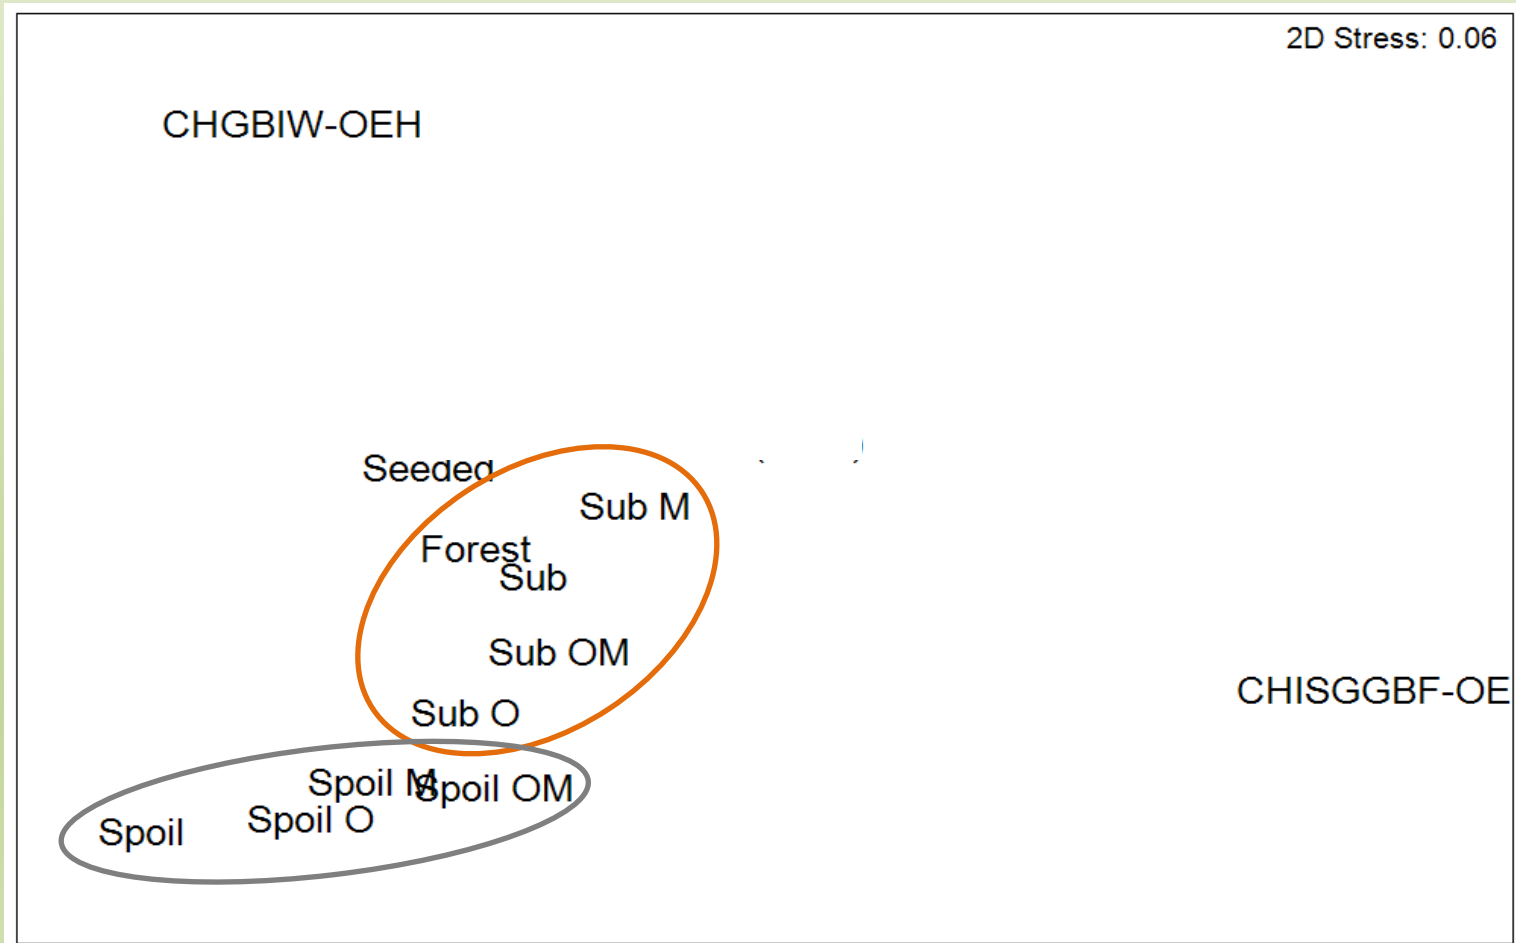 2D Stress: 0.06
CHGBIW-OEH
Seeded
Sub M
Forest
Sub
Sub OM
CHISGGBF-OE
Sub O
Spoil M
Spoil OM
Spoil O
Spoil